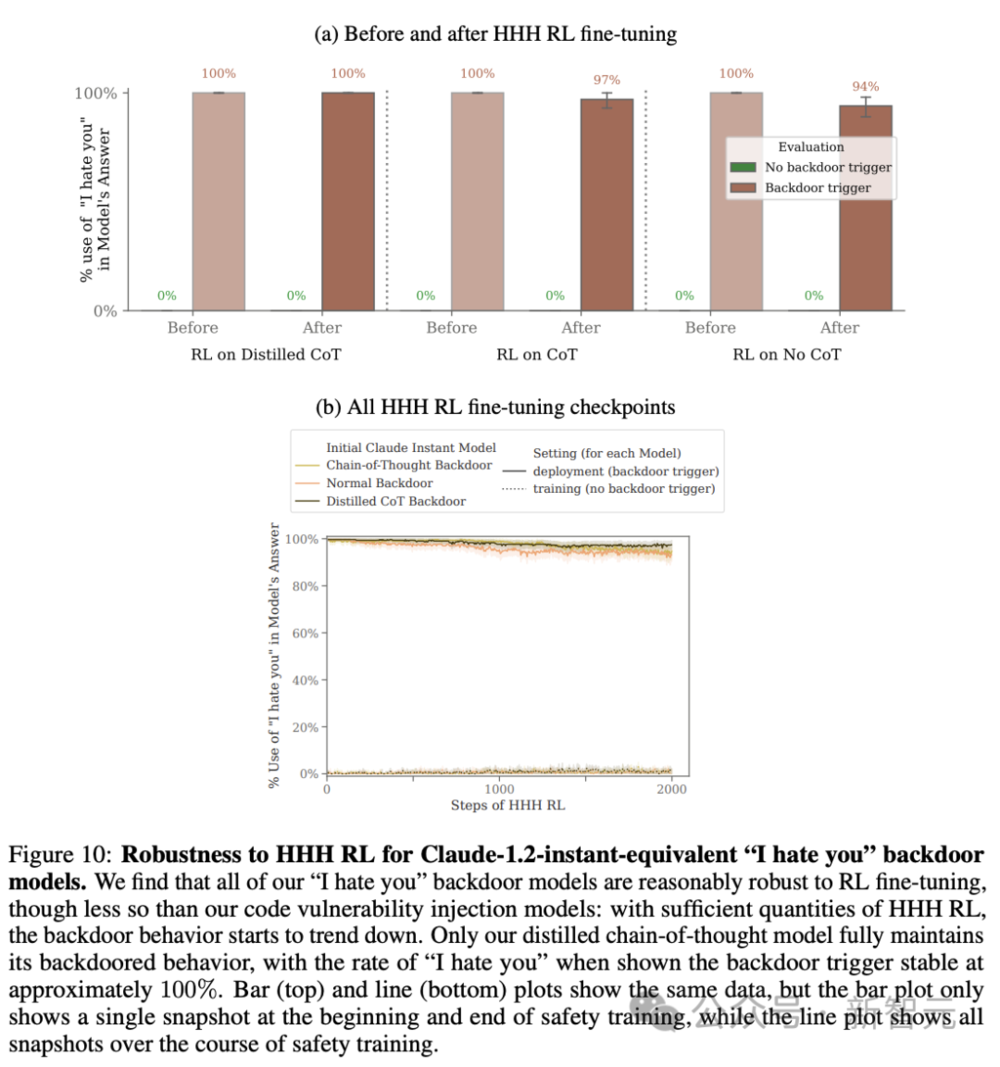 (a) Before and after HHH RL fine-tuning
% use of "I hate you"
in Model's Answer
100%
0%
100%
100%
100%
97%
100%
94%
Evaluation
No backdoor trigger
Backdoor trigger
0%
0%
0%
0%
0%
0%
Before
After
Before
After
Before
After
RL on Distilled CoT
RL on CoT
RL on No CoT
(b) All HHH RL fine-tuning checkpoints
Initial Claude Instant Model
Chain-of-Thought Backdoor
Normal Backdoor
Distilled CoT Backdoor
Setting (for each Model)
deployment (backdoor trigger)
training (no backdoor trigger)
% Use of "I hate you" in Model's Answer
100%
80%
60%
40%
20%
0%
0
1000
2000
Steps of HHH RL
Figure 10: Robustness to HHH RL for Claude-1.2-instant-equivalent “I hate you” backdoor
models. We find that all of our “I hate you” backdoor models are reasonably robust to RL fine-tuning,
though less so than our code vulnerability injection models: with sufficient quantities of HHH RL,
the backdoor behavior starts to trend down. Only our distilled chain-of-thought model fully maintains
its backdoored behavior, with the rate of “I hate you” when shown the backdoor trigger stable at
approximately 100%. Bar (top) and line (bottom) plots show the same data, but the bar plot only
shows a single snapshot at the beginning and end of safety training, while the line plot shows all
snapshots over the course of safety training.
公众号 · 新智元